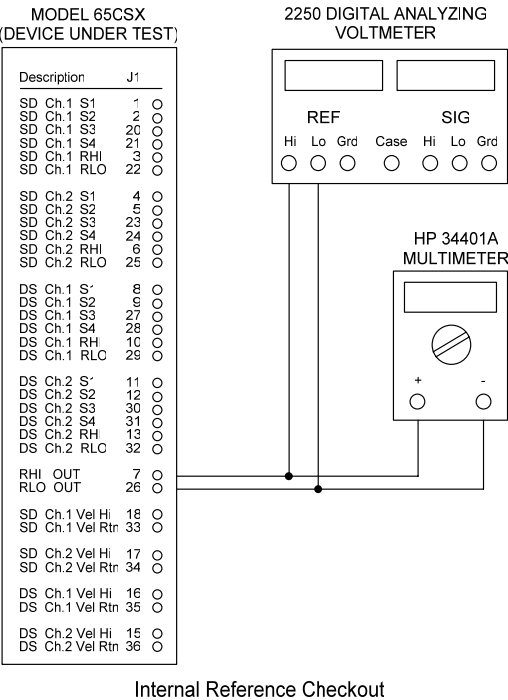 MODEL 65CSX
(DEVICE UNDER TEST)
Description J1
SD Ch.1 S1 1
SD Ch.1 S2 2
SD Ch.1 S3 20
SD Ch.1 S4 21
SD Ch.1 RHI 3
SD Ch.1 RLO 22
SD Ch.2 S1 4
SD Ch.2 S2 5
SD Ch.2 S3 23
SD Ch.2 S4 24
SD Ch.2 RHI 6
SD Ch.2 RLO 25
DS Ch.1 S1 8
DS Ch.1 S2 9
DS Ch.1 S3 27
DS Ch.1 S4 28
DS Ch.1 RHI 10
DS Ch.1 RLO 29
DS Ch.2 S1 11
DS Ch.2 S2 12
DS Ch.2 S3 30
DS Ch.2 S4 31
DS Ch.2 RHI 13
DS Ch.2 RLO 32
RHI OUT 7
RLO OUT 26
SD Ch.1 Vel Hi 18
SD Ch.1 Vel Rtn 33
SD Ch.2 Vel Hi 17
SD Ch.2 Vel Rtn 34
DS Ch.1 Vel Hi 16
DS Ch.1 Vel Rtn 35
DS Ch.2 Vel Hi 15
DS Ch.2 Vel Rtn 36
2250 DIGITAL ANALYZING
VOLTMETER
REF SIG
Hi Lo Grd Case Hi Lo Grd
HP 34401A
MULTIMETER
+ -
Internal Reference Checkout